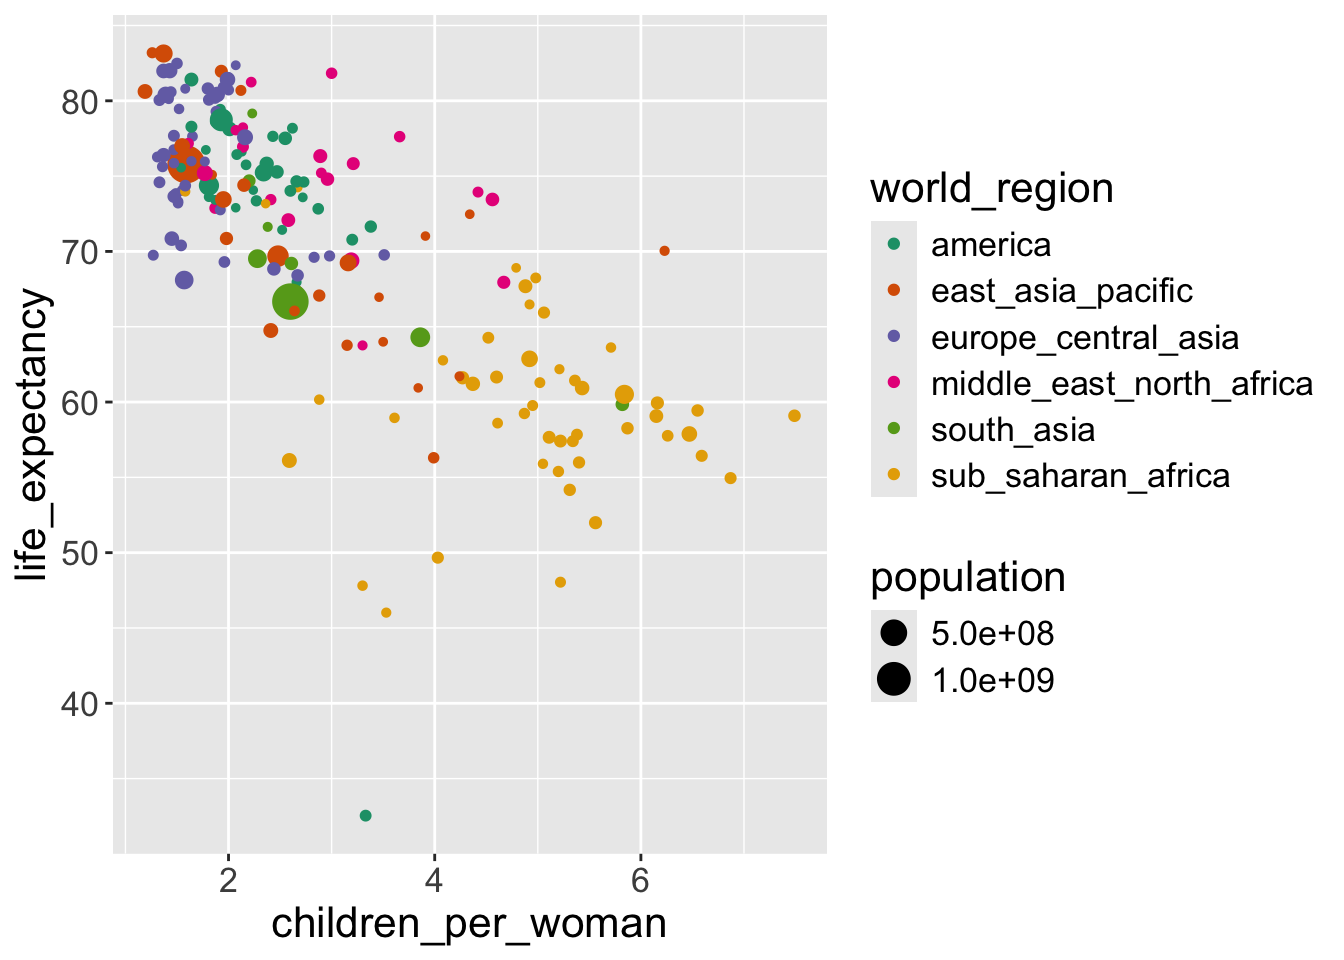 80
70
60
50
40
life_expectancy
2
4
6
children_per_woman
world_region
america
east_asia_pacific
europe_central_asia
middle_east_north_africa
south_asia
sub_saharan_africa
population
5.0e+08
1.0e+09